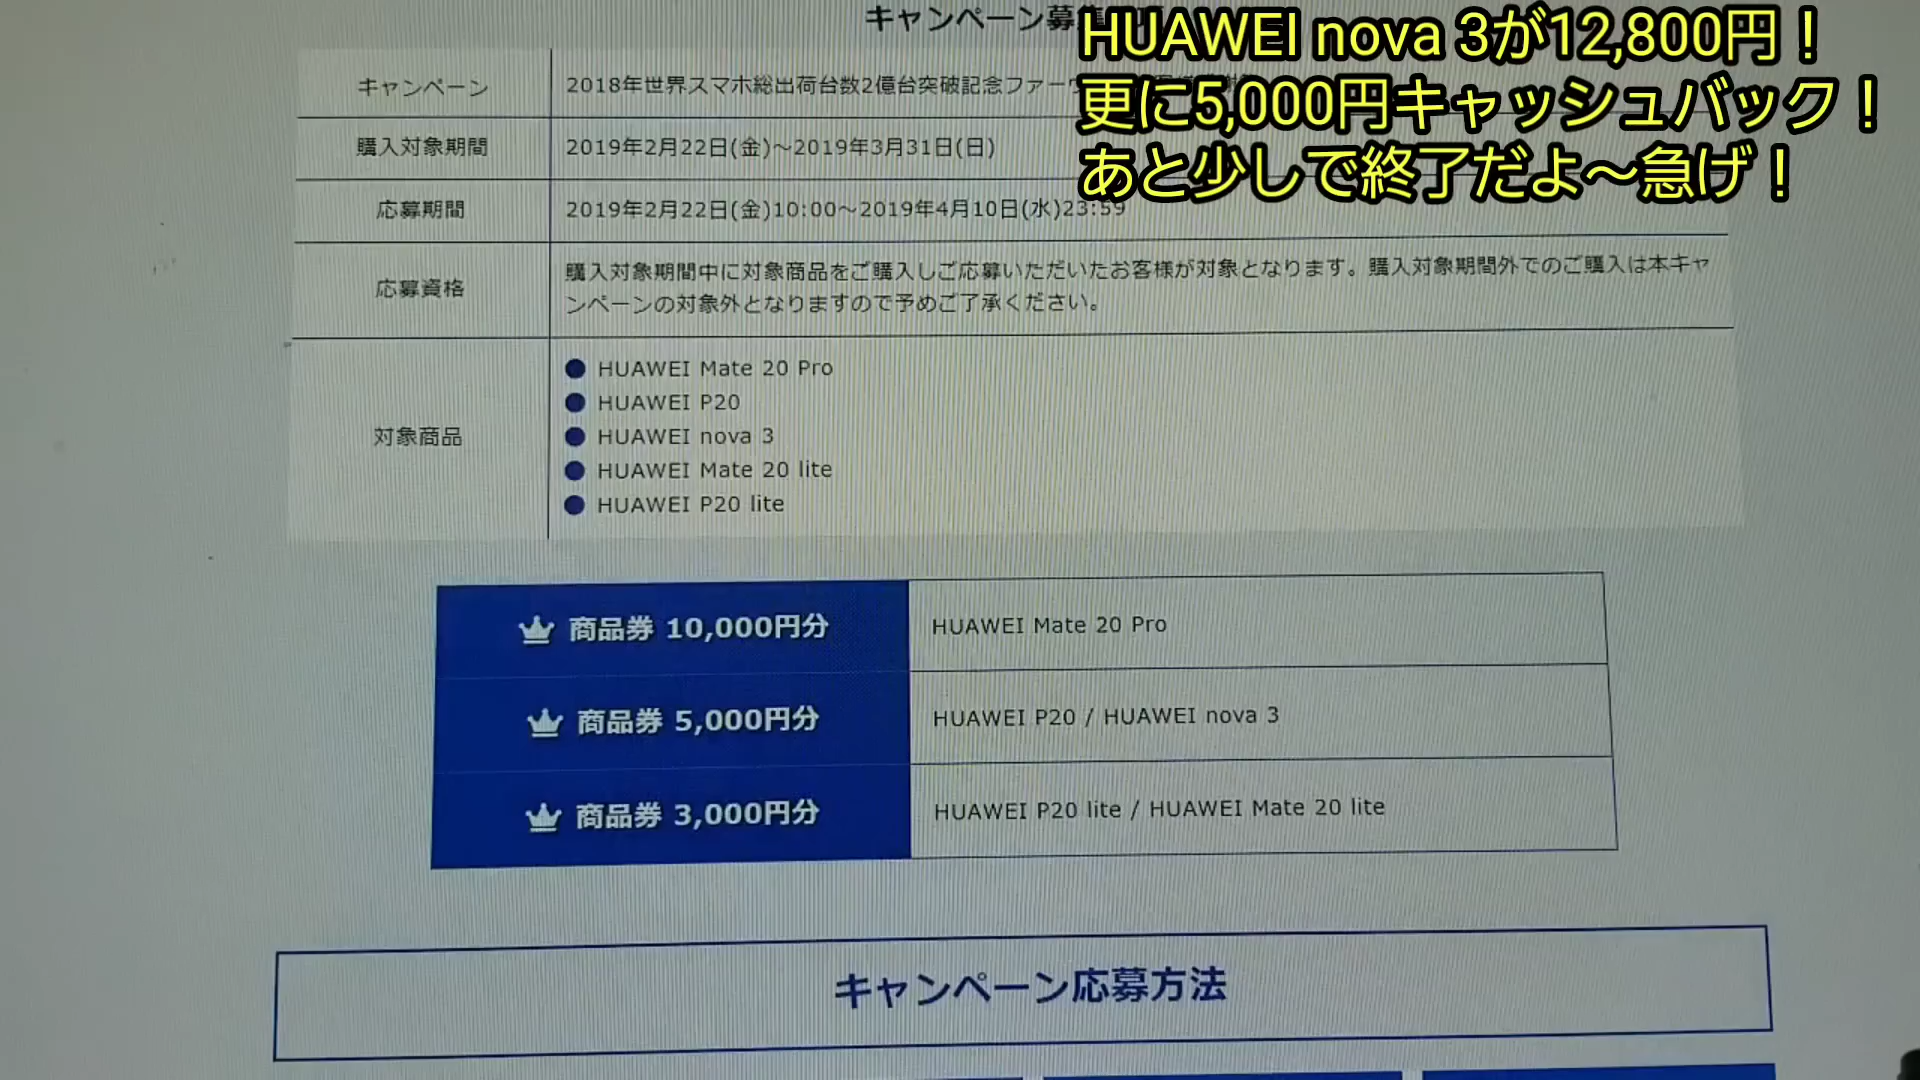 キャンペーン募
HUAWEI nova 3が12,800円！
更に5,000円キャッシュバック！
あと少しで終了だよ～急げ！
キャンペーン
2018年世界スマホ総出荷台数2億台突破記念ファー
購入対象期間
2019年2月22日(金)～2019年3月31日(日)
応募期間
2019年2月22日(金)10:00～2019年4月10日(水)23:59
応募資格
購入対象期間中に対象商品をご購入しご応募いただいたお客様が対象となります。購入対象期間外でのご購入は本キャ
ンペーンの対象外となりますので予めご了承ください。
対象商品
HUAWEI Mate 20 Pro
HUAWEI P20
HUAWEI nova 3
HUAWEI Mate 20 lite
HUAWEI P20 lite
商品券 10,000円分
HUAWEI Mate 20 Pro
商品券 5,000円分
HUAWEI P20 / HUAWEI nova 3
商品券 3,000円分
HUAWEI P20 lite / HUAWEI Mate 20 lite
キャンペーン応募方法